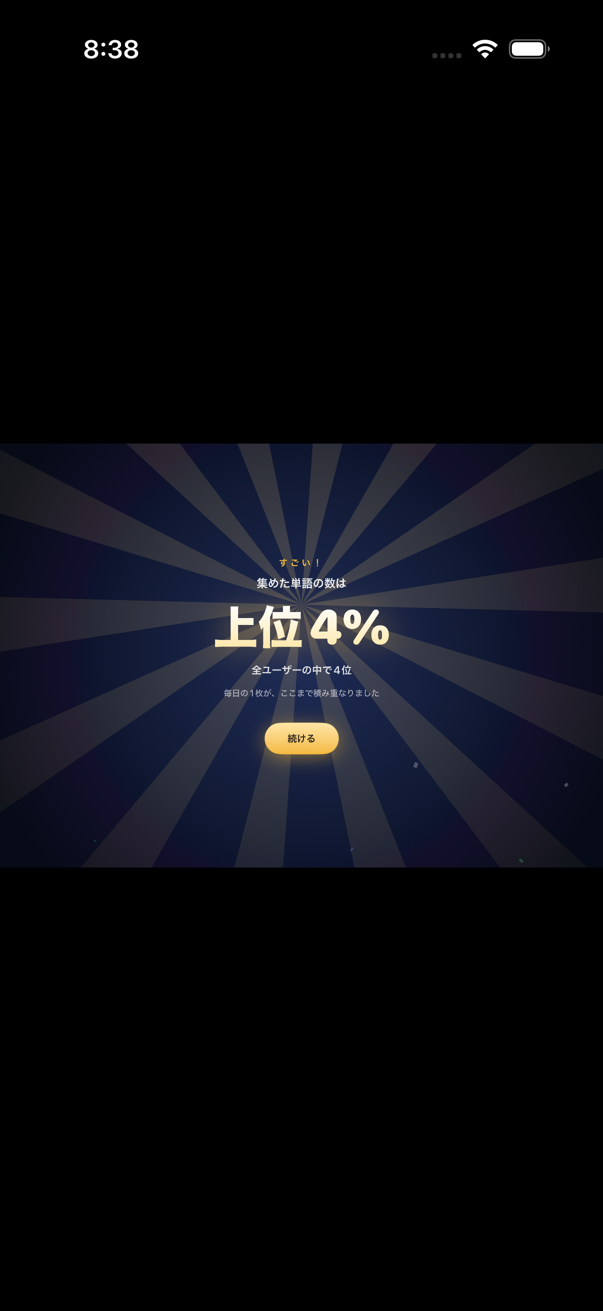 8:38
すごい！
集めた単語の数は
上位4%
全ユーザーの中で4位
毎日の1枚が、ここまで積み重なりました
続ける